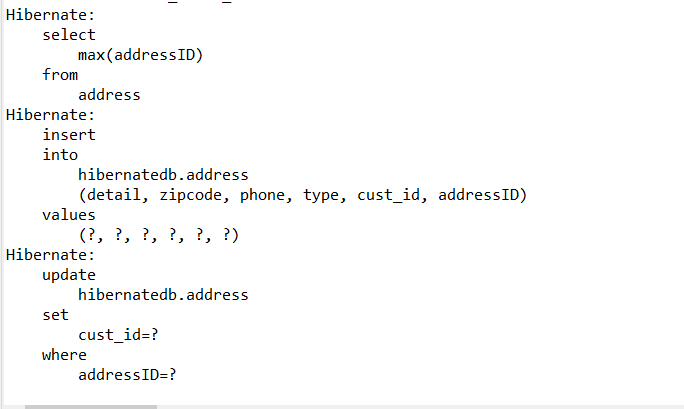 Hibernate:
    select
        max(addressID)
    from
        address
Hibernate:
    insert
    into
        hibernatedb.address
        (detail, zipcode, phone, type, cust_id, addressID)
    values
        (?, ?, ?, ?, ?, ?)
Hibernate:
    update
        hibernatedb.address
    set
        cust_id=?
    where
        addressID=?